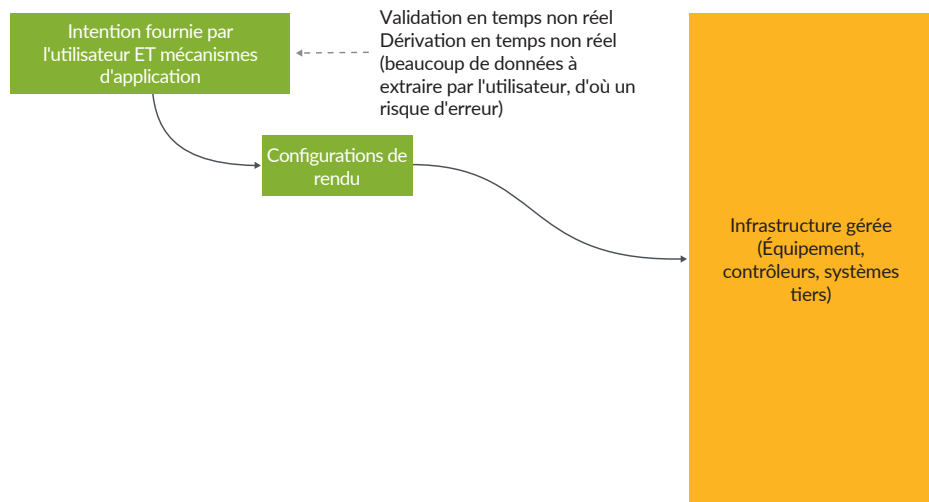 Intention fournie par
l'utilisateur ET mécanismes
d'application
Validation en temps non réel
Dérivation en temps non réel
(beaucoup de données à
extraire par l'utilisateur, d'où un
risque d'erreur)
Configurations de
rendu
Infrastructure gérée
(Équipement,
contrôleurs, systèmes
tiers)